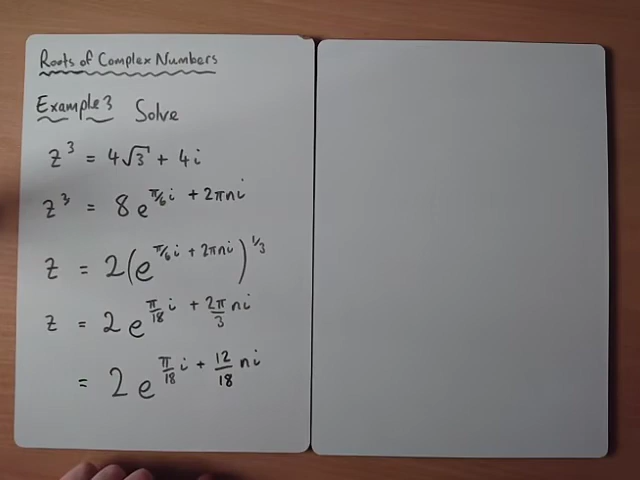 Roots of Complex Numbers
Example 3 Solve
z³ = 4√3 + 4i
z³ = 8e^(π/6 i + 2πni)
z = 2(e^(π/6 i + 2πni))^(1/3)
z = 2e^(π/18 i + 2π/3 ni)
= 2e^(π/18 i + 12/18 ni)